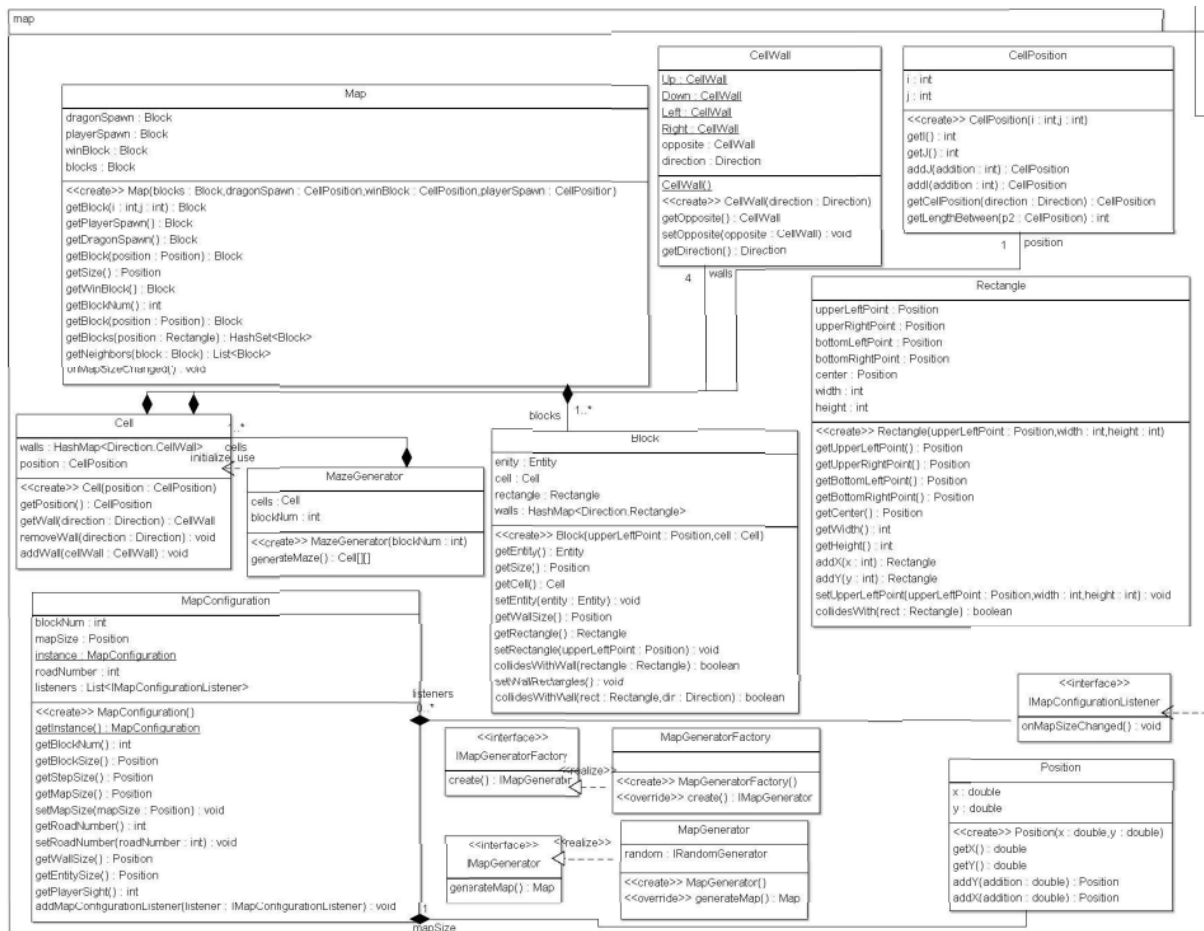 map
Map
dragonSpawn : Block
playerSpawn : Block
winBlock : Block
blocks : Block
<<create>> Map(blocks : Block,dragonSpawn : CellPosition,winBlock : CellPosition,playerSpawn : CellPosition)
getBlock(i : int,j : int) : Block
getPlayerSpawn() : Block
getDragonSpawn() : Block
getBlock(position : Position) : Block
getSize() : Position
getWinBlock() : Block
getBlockNum() : int
getBlock(position : Position) : Block
getBlocks(position : Rectangle) : HashSet<Block>
getNeighbors(block : Block) : List<Block>
onMapSizeChanged() : void
CellWall
Up : CellWall
Down : CellWall
Left : CellWall
Right : CellWall
opposite : CellWall
direction : Direction
CellWall()
<<create>> CellWall(direction : Direction)
getOpposite() : CellWall
setOpposite(opposite : CellWall) : void
getDirection() : Direction
4
walls
CellPosition
i : int
j : int
<<create>> CellPosition(i : int,j : int)
getI() : int
getJ() : int
addJ(addition : int) : CellPosition
addI(addition : int) : CellPosition
getCellPosition(direction : Direction) : CellPosition
getLengthBetween(p2 : CellPosition) : int
1
position
Rectangle
upperLeftPoint : Position
upperRightPoint : Position
bottomLeftPoint : Position
bottomRightPoint : Position
center : Position
width : int
height : int
<<create>> Rectangle(upperLeftPoint : Position,width : int,height : int)
getUpperLeftPoint() : Position
getUpperRightPoint() : Position
getBottomLeftPoint() : Position
getBottomRightPoint() : Position
getCenter() : Position
getWidth() : int
getHeight() : int
addX(x : int) : Rectangle
addY(y : int) : Rectangle
setUpperLeftPoint(upperLeftPoint : Position,width : int,height : int) : void
collidesWith(rect : Rectangle) : boolean
Cell
walls : HashMap<Direction.CellWall>
position : CellPosition
<<create>> Cell(position : CellPosition)
getPosition() : CellPosition
getWall(direction : Direction) : CellWall
removeWall(direction : Direction) : void
addWall(cellWall : CellWall) : void
cells
initialize, use
MazeGenerator
cells : Cell
blockNum : int
<<create>> MazeGenerator(blockNum : int)
generateMaze() : Cell[][]
blocks
1..*
Block
enity : Entity
cell : Cell
rectangle : Rectangle
walls : HashMap<Direction.Rectangle>
<<create>> Block(upperLeftPoint : Position,cell : Cell)
getEntity() : Entity
getSize() : Position
getCell() : Cell
setEntity(entity : Entity) : void
getWallSize() : Position
getRectangle() : Rectangle
setRectangle(upperLeftPoint : Position) : void
collidesWithWall(rectangle : Rectangle) : boolean
setWallRectangles() : void
collidesWithWall(rect : Rectangle,dir : Direction) : boolean
MapConfiguration
blockNum : int
mapSize : Position
instance : MapConfiguration
roadNumber : int
listeners : List<IMapConfigurationListener>
<<create>> MapConfiguration()
getInstance() : MapConfiguration
getBlockNum() : int
getBlockSize() : Position
getStepSize() : Position
getMapSize() : Position
setMapSize(mapSize : Position) : void
getRoadNumber() : int
setRoadNumber(roadNumber : int) : void
getWallSize() : Position
getEntitySize() : Position
getPlayerSight() : int
addMapConfigurationListener(listener : IMapConfigurationListener) : void
listeners
1
mapSize
<<interface>>
IMapConfigurationListener
onMapSizeChanged() : void
<<interface>>
IMapGeneratorFactory
create() : IMapGenerator
<<realize>>
MapGeneratorFactory
<<create>> MapGeneratorFactory()
<<override>> create() : IMapGenerator
<<interface>>
IMapGenerator
generateMap() : Map
<<realize>>
MapGenerator
random : IRandomGenerator
<<create>> MapGenerator()
<<override>> generateMap() : Map
Position
x : double
y : double
<<create>> Position(x : double,y : double)
getX() : double
getY() : double
addY(addition : double) : Position
addX(addition : double) : Position